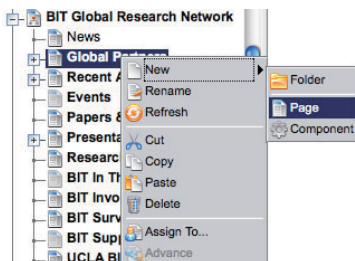 BIT Global Research Network
News
Global Partners
Recent A
Events
Papers &
Presenta
Researc
BIT In Th
BIT Invo
BIT Surv
BIT Supp
UCLA BI
New
Rename
Refresh
Cut
Copy
Paste
Delete
Assign To...
Advance
Folder
Page
Component